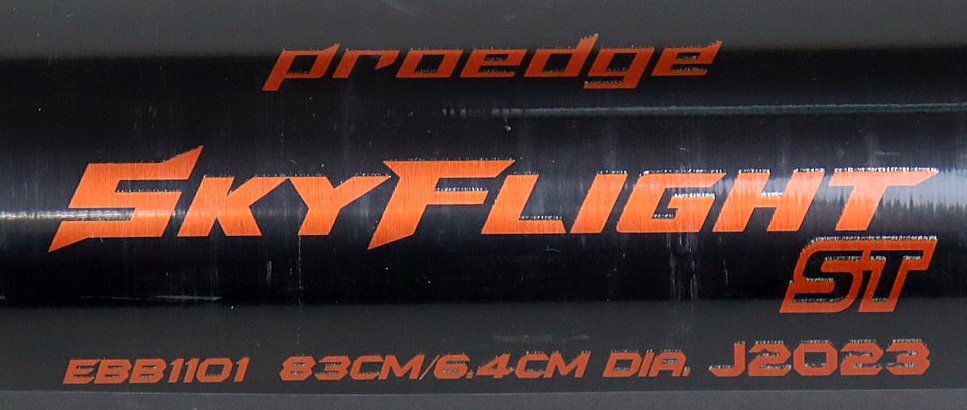 proedge
SKYFLIGHT
ST
EBB1101 83CM/6.4CM DIA. J2023